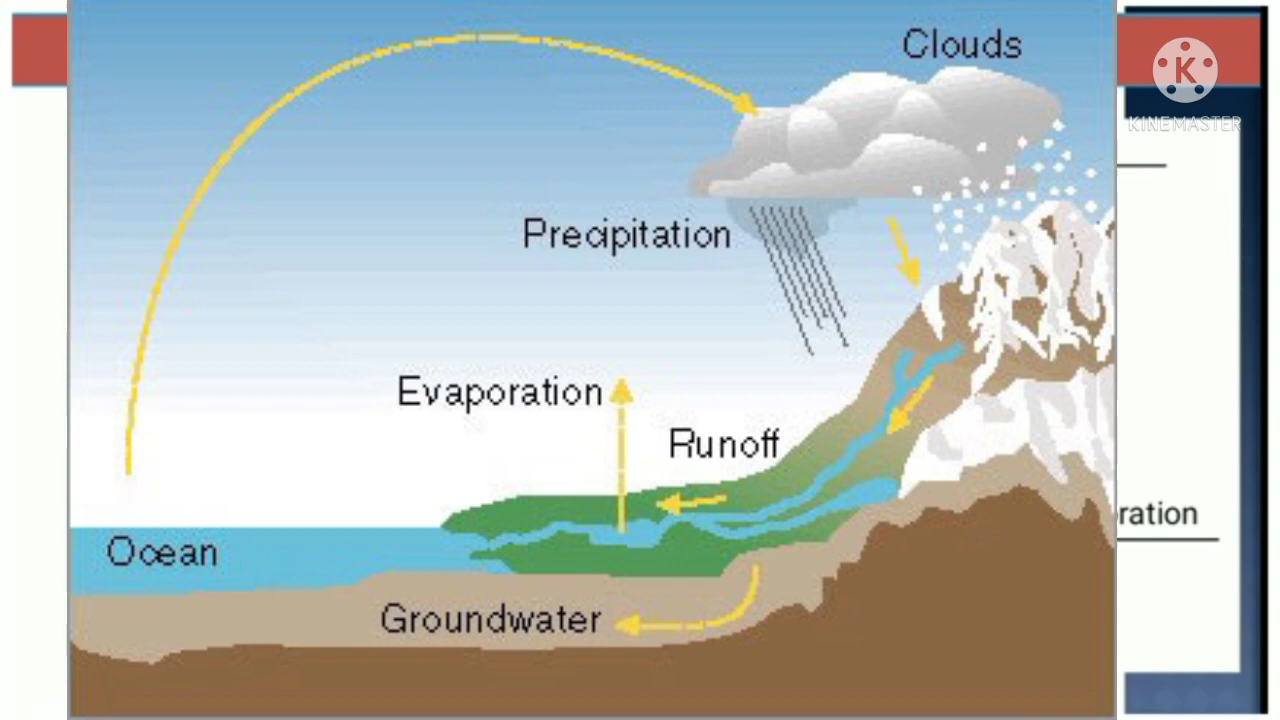 Clouds
K
KINEMASTER
Precipitation
Evaporation
Runoff
ration
Ocean
Groundwater